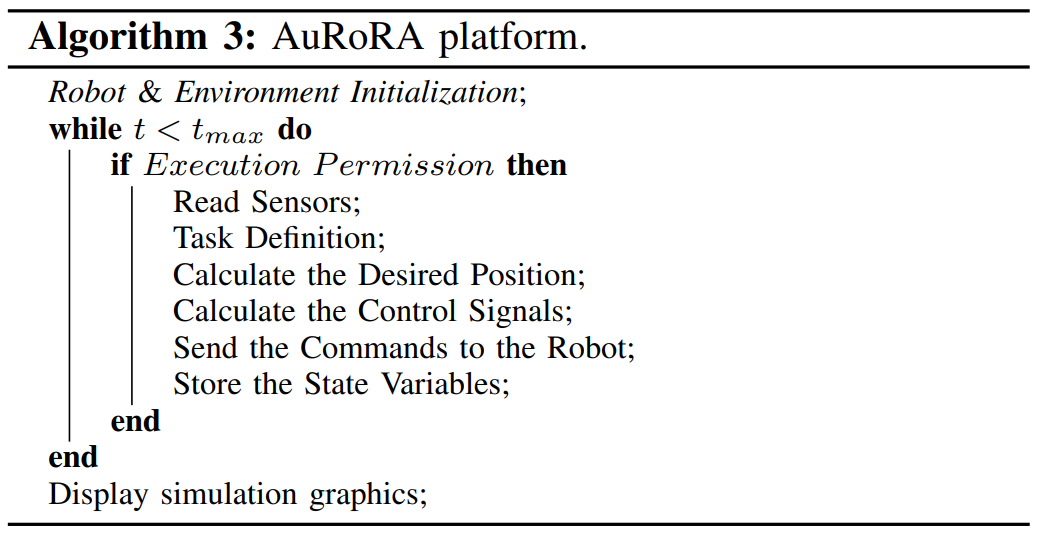 Algorithm 3: AuRoRA platform.
Robot & Environment Initialization;
while t < t_max do
if Execution Permission then
Read Sensors;
Task Definition;
Calculate the Desired Position;
Calculate the Control Signals;
Send the Commands to the Robot;
Store the State Variables;
end
end
Display simulation graphics;